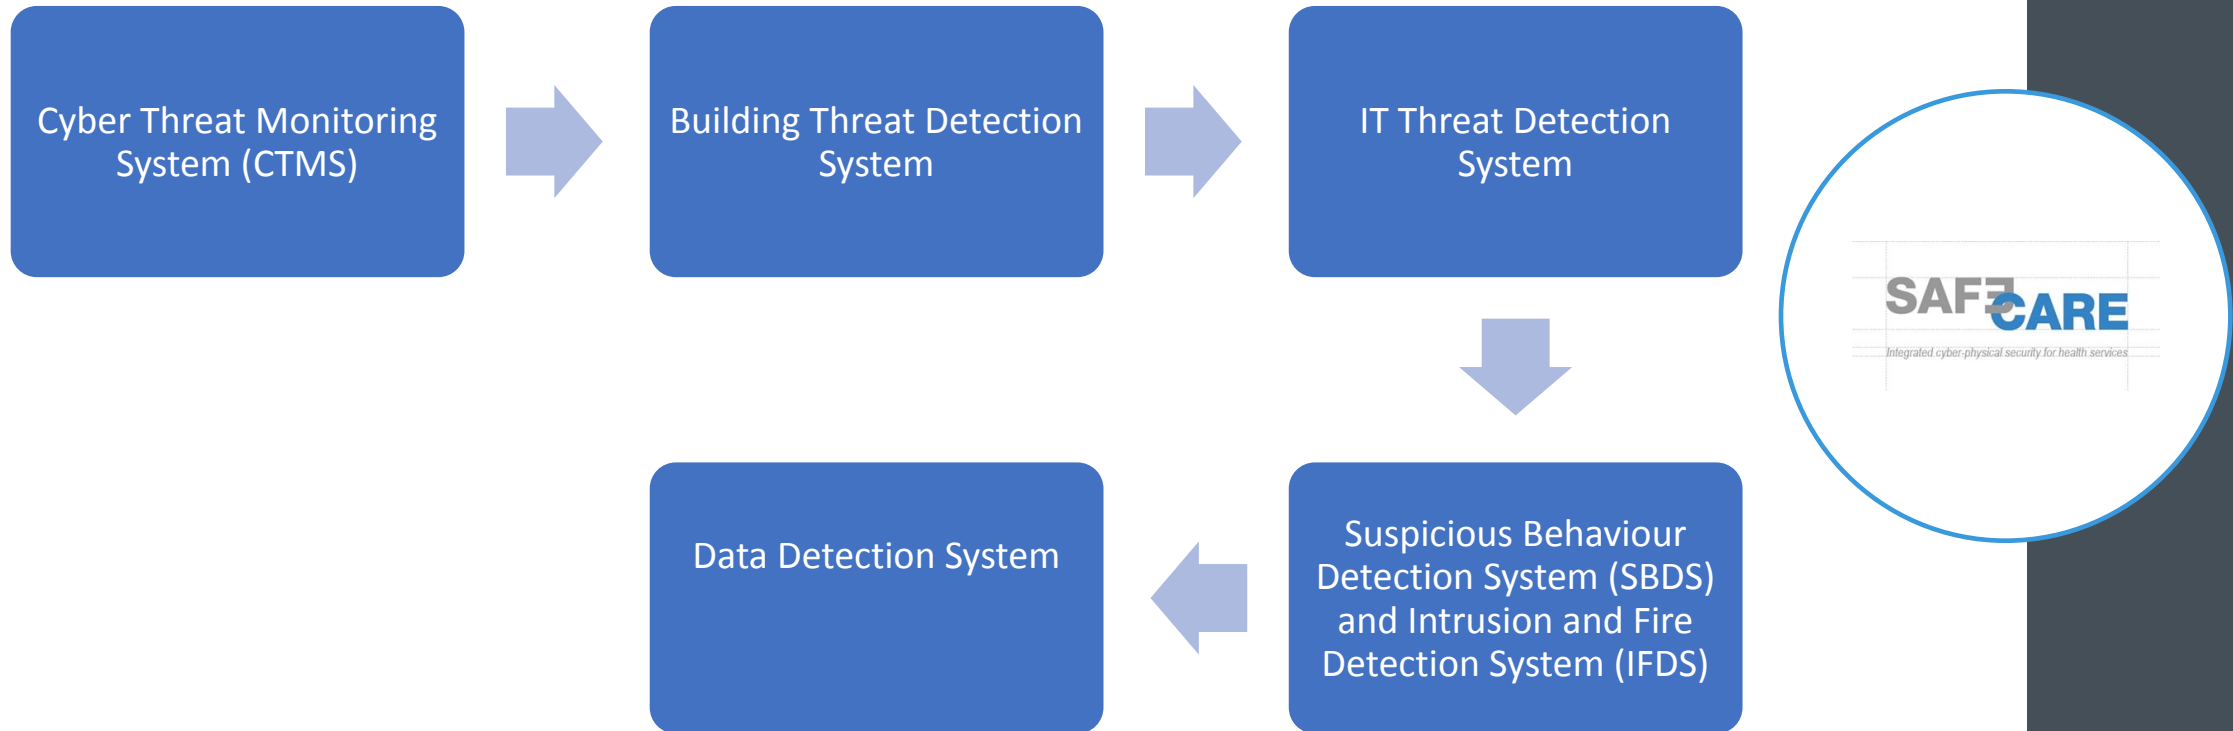 Cyber Threat Monitoring
System (CTMS)
Building Threat Detection
System
IT Threat Detection
System
Suspicious Behaviour
Detection System (SBDS)
and Intrusion and Fire
Detection System (IFDS)
Data Detection System
SAFECARE
Integrated cyber-physical security for health services